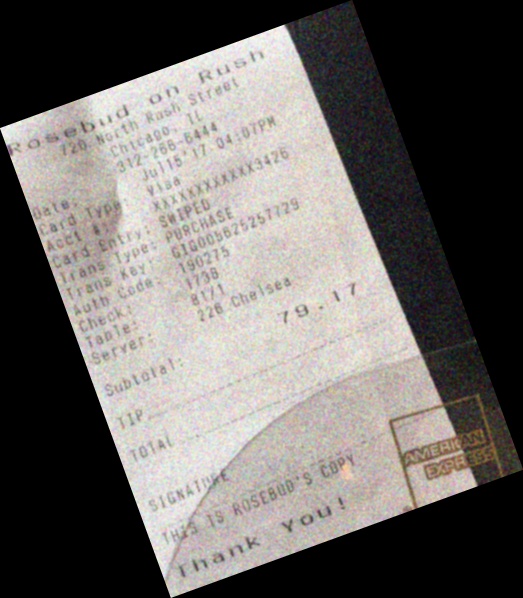 Rosebud on Rush
720 North Rush Street
Chicago, IL
312-266-6444
Date: Jul15'17 04:07PM
Card Type: Visa
Acct #: XXXXXXXXXXXX3426
Card Entry: SWIPED
Trans Type: PURCHASE
Trans Key:
Auth Code: 190275
Check: 1738
Table: 81/1
Server: 226 Chelsea
Subtotal: 79.17
TIP
TOTAL
SIGNATURE
THIS IS ROSEBUD'S COPY
Thank You!
AMERICAN
EXPRESS